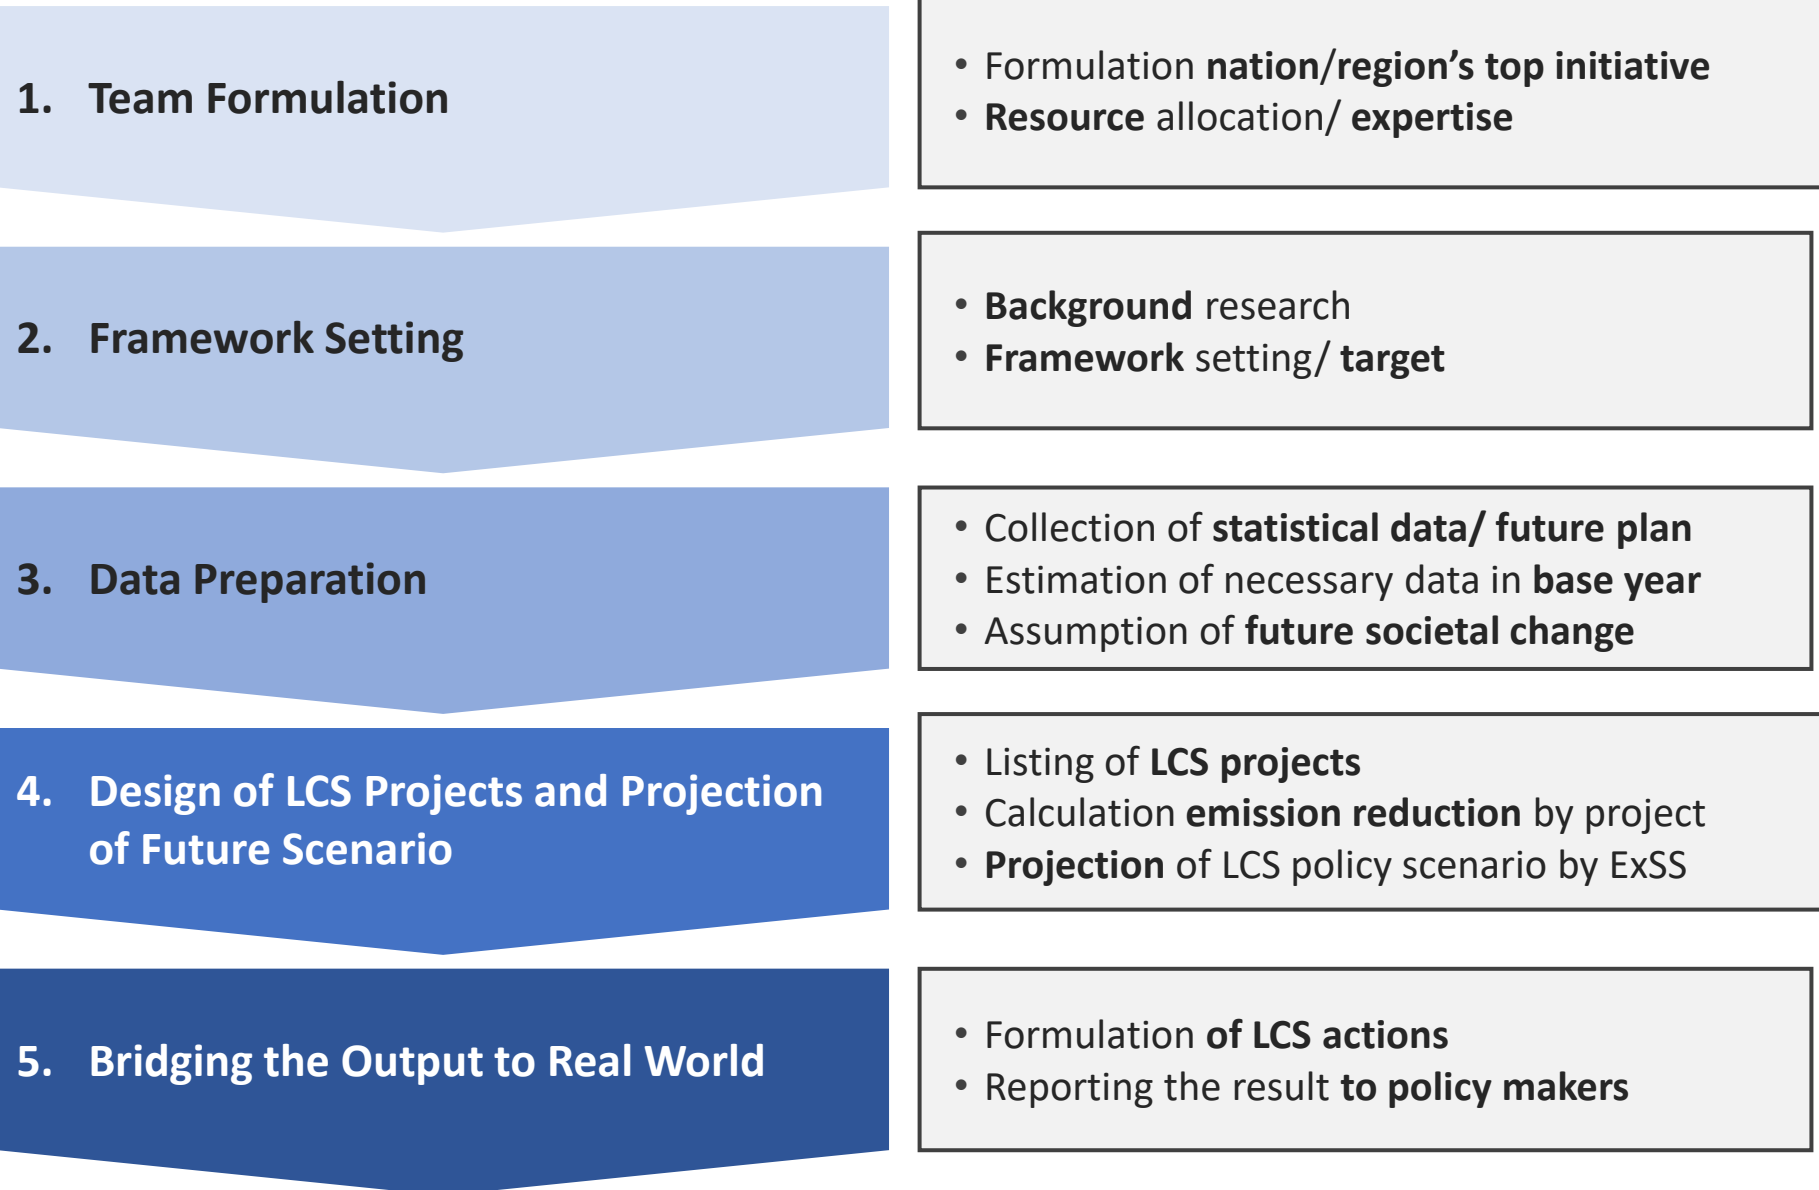 1. Team Formulation
• Formulation nation/region’s top initiative
• Resource allocation/ expertise
2. Framework Setting
• Background research
• Framework setting/ target
3. Data Preparation
• Collection of statistical data/ future plan
• Estimation of necessary data in base year
• Assumption of future societal change
4. Design of LCS Projects and Projection
of Future Scenario
• Listing of LCS projects
• Calculation emission reduction by project
• Projection of LCS policy scenario by ExSS
5. Bridging the Output to Real World
• Formulation of LCS actions
• Reporting the result to policy makers